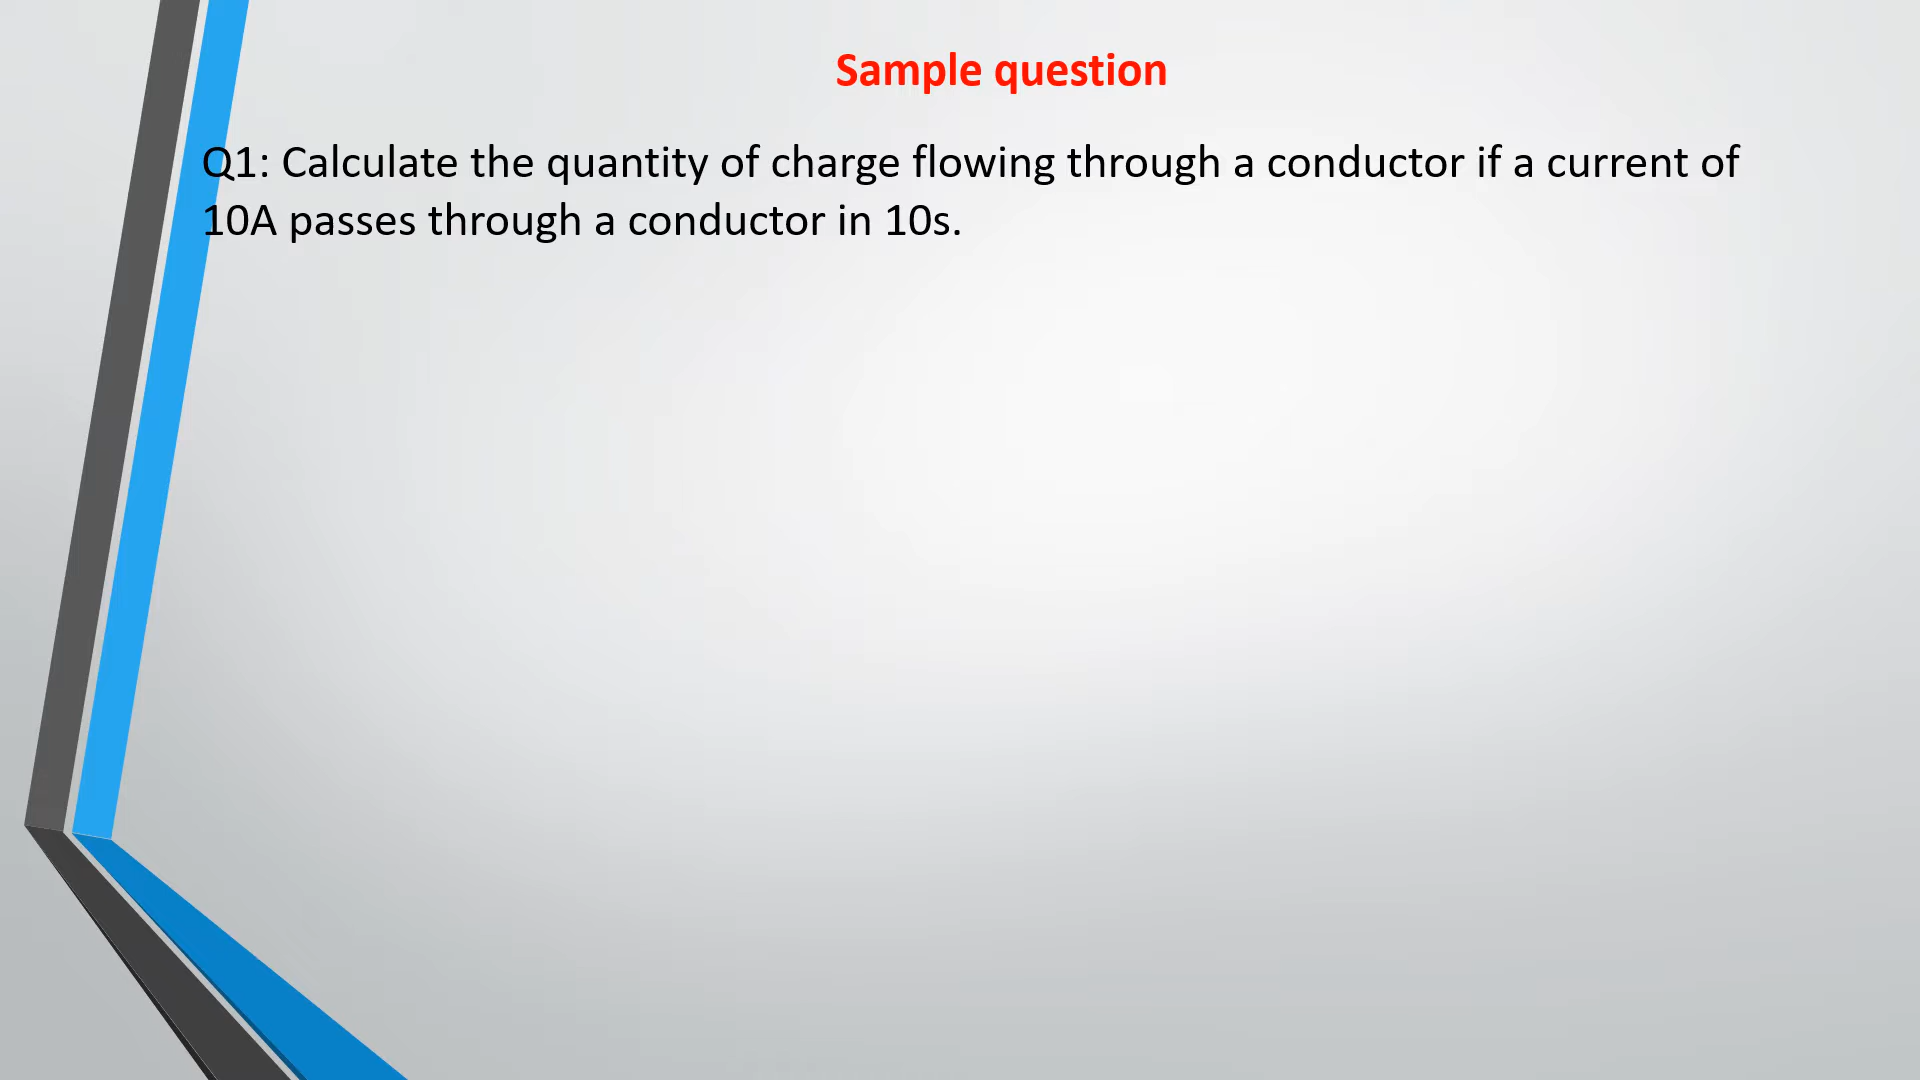 Sample question
Q1: Calculate the quantity of charge flowing through a conductor if a current of
10A passes through a conductor in 10s.